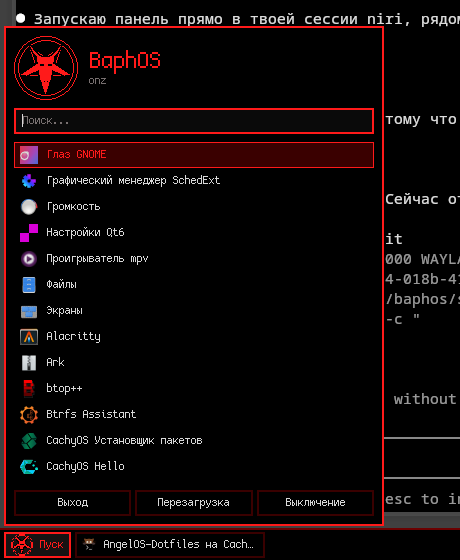 ● Запускаю панель прямо в твоей сессии niri, рядом
BaphOS
onz
Поиск...
тому что
Глаз GNOME
Графический менеджер SchedExt
Громкость
Сейчас от
Настройки Qt6
it
Проигрыватель mpv
000 WAYLA
Файлы
4-018b-41
/baphos/s
Экраны
-c "
Alacritty
Ark
btop++
without
Btrfs Assistant
CachyOS Установщик пакетов
CachyOS Hello
Выход
Перезагрузка
Выключение
esc to in
Пуск
AngelOS-Dotfiles на Cach…